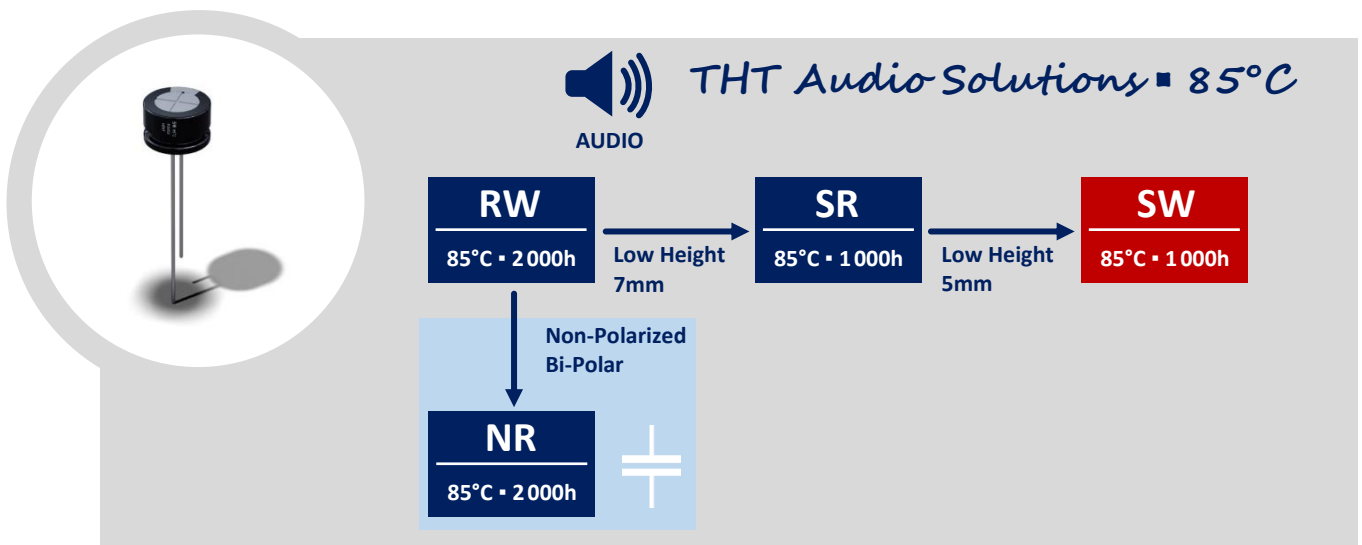 THT Audio Solutions ▪ 85°C
AUDIO
RW
85°C ▪ 2000h
Low Height
7mm
SR
85°C ▪ 1000h
Low Height
5mm
SW
85°C ▪ 1000h
Non-Polarized
Bi-Polar
NR
85°C ▪ 2000h